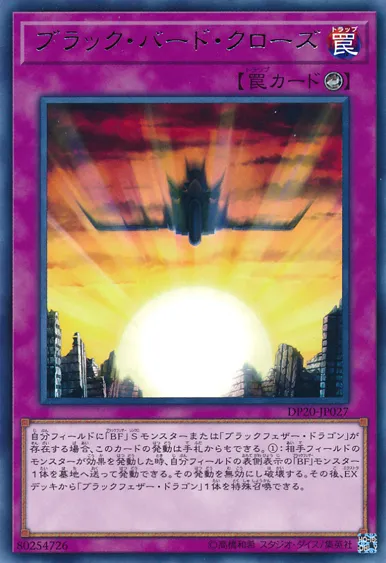 ブラック・バード・クローズ
トラップ
罠
【罠カード】
DP20-JP027
自分フィールドに「BF」Sモンスターまたは「ブラックフェザー・ドラゴン」が
存在する場合、このカードの発動は手札からもできる。①:相手フィールドの
モンスターが効果を発動した時、自分フィールドの表側表示の「BF」モンスター
1体を墓地へ送って発動できる。その発動を無効にし破壊する。その後、EX
デッキから「ブラックフェザー・ドラゴン」1体を特殊召喚できる。
80254726
©高橋和希 スタジオ・ダイス/集英社